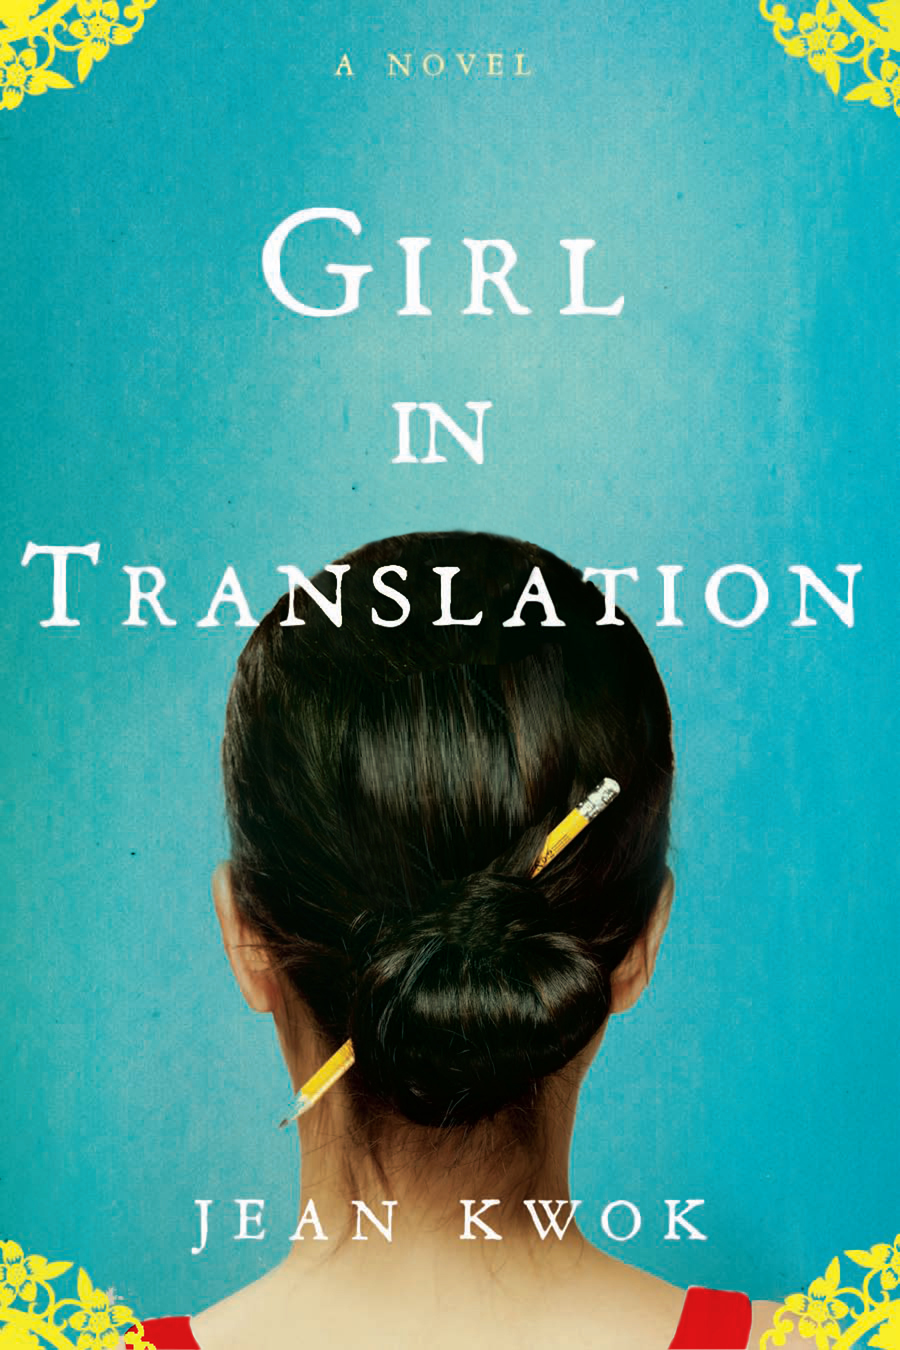 A NOVEL
GIRL
IN
TRANSLATION
JEAN KWOK